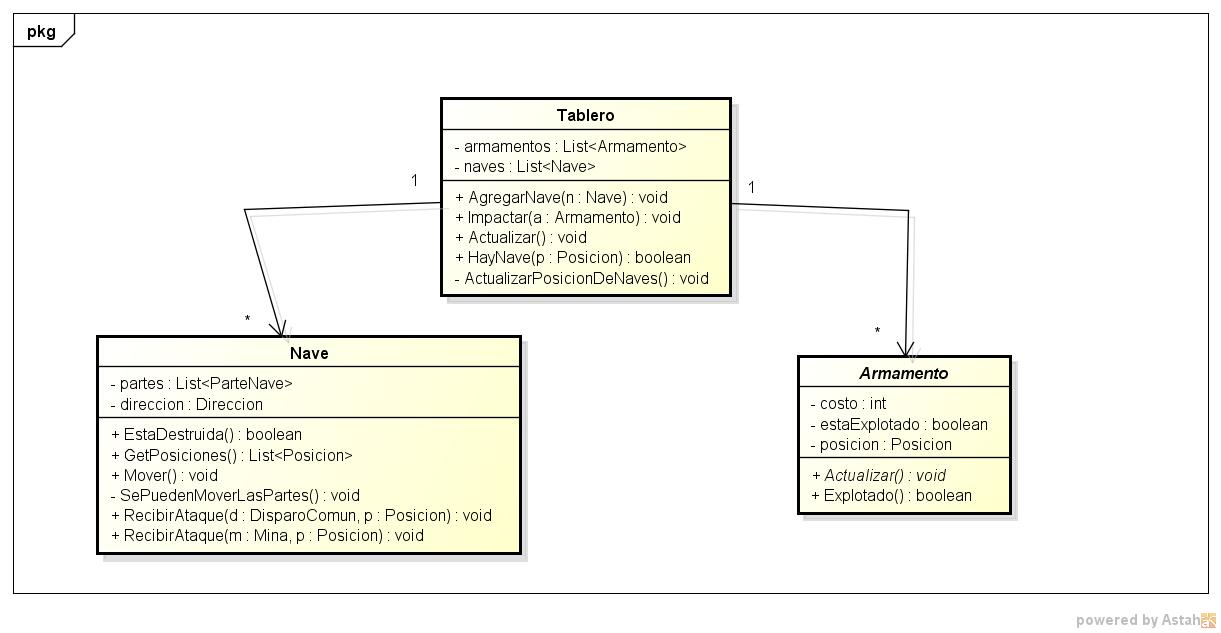 pkg
Tablero
- armamentos : List<Armamento>
- naves : List<Nave>
+ AgregarNave(n : Nave) : void
+ Impactar(a : Armamento) : void
+ Actualizar() : void
+ HayNave(p : Posicion) : boolean
- ActualizarPosicionDeNaves() : void
1
1
*
*
Nave
- partes : List<ParteNave>
- direccion : Direccion
+ EstaDestruida() : boolean
+ GetPosiciones() : List<Posicion>
+ Mover() : void
- SePuedenMoverLasPartes() : void
+ RecibirAtaque(d : DisparoComun, p : Posicion) : void
+ RecibirAtaque(m : Mina, p : Posicion) : void
Armamento
- costo : int
- estaExplotado : boolean
- posicion : Posicion
+ Actualizar() : void
+ Explotado() : boolean
powered by Astah